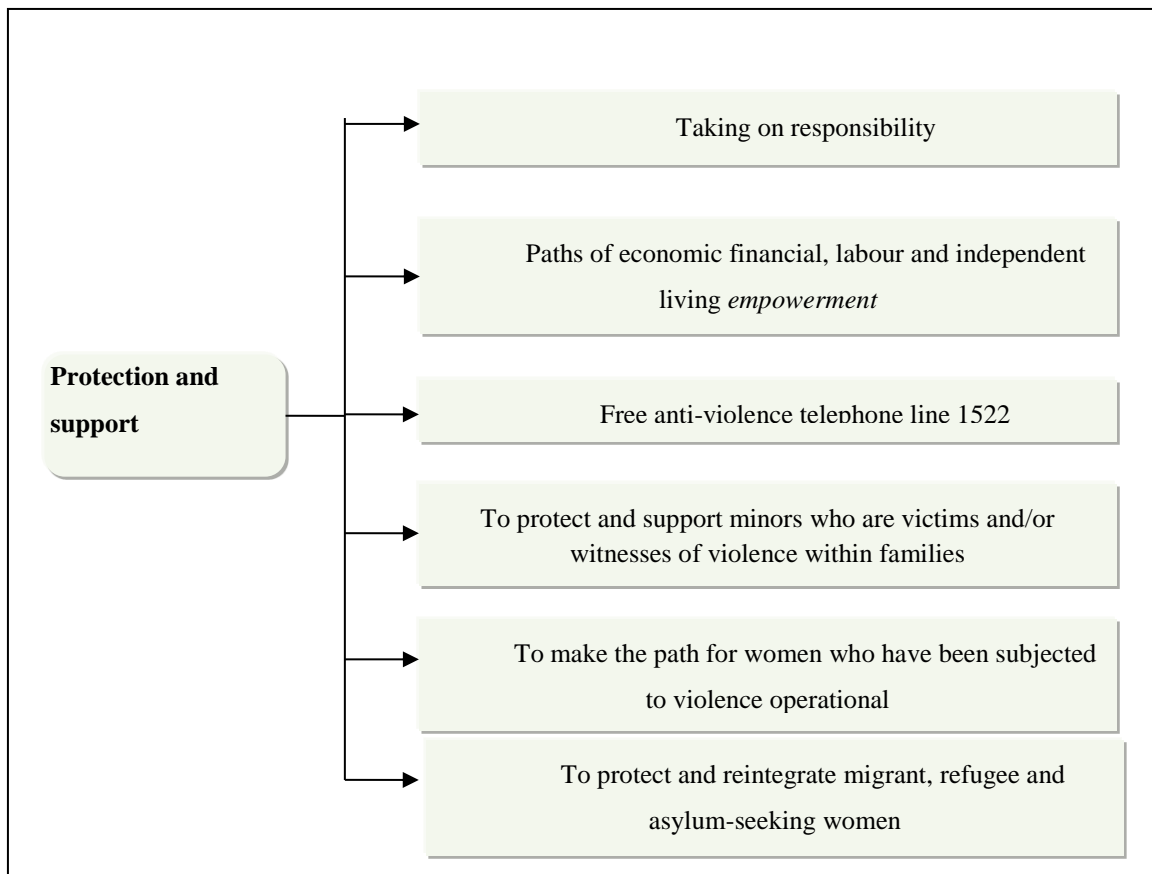 Taking on responsibility
Paths of economic financial, labour and independent
living empowerment
Protection and
support
Free anti-violence telephone line 1522
To protect and support minors who are victims and/or
witnesses of violence within families
To make the path for women who have been subjected
to violence operational
To protect and reintegrate migrant, refugee and
asylum-seeking women